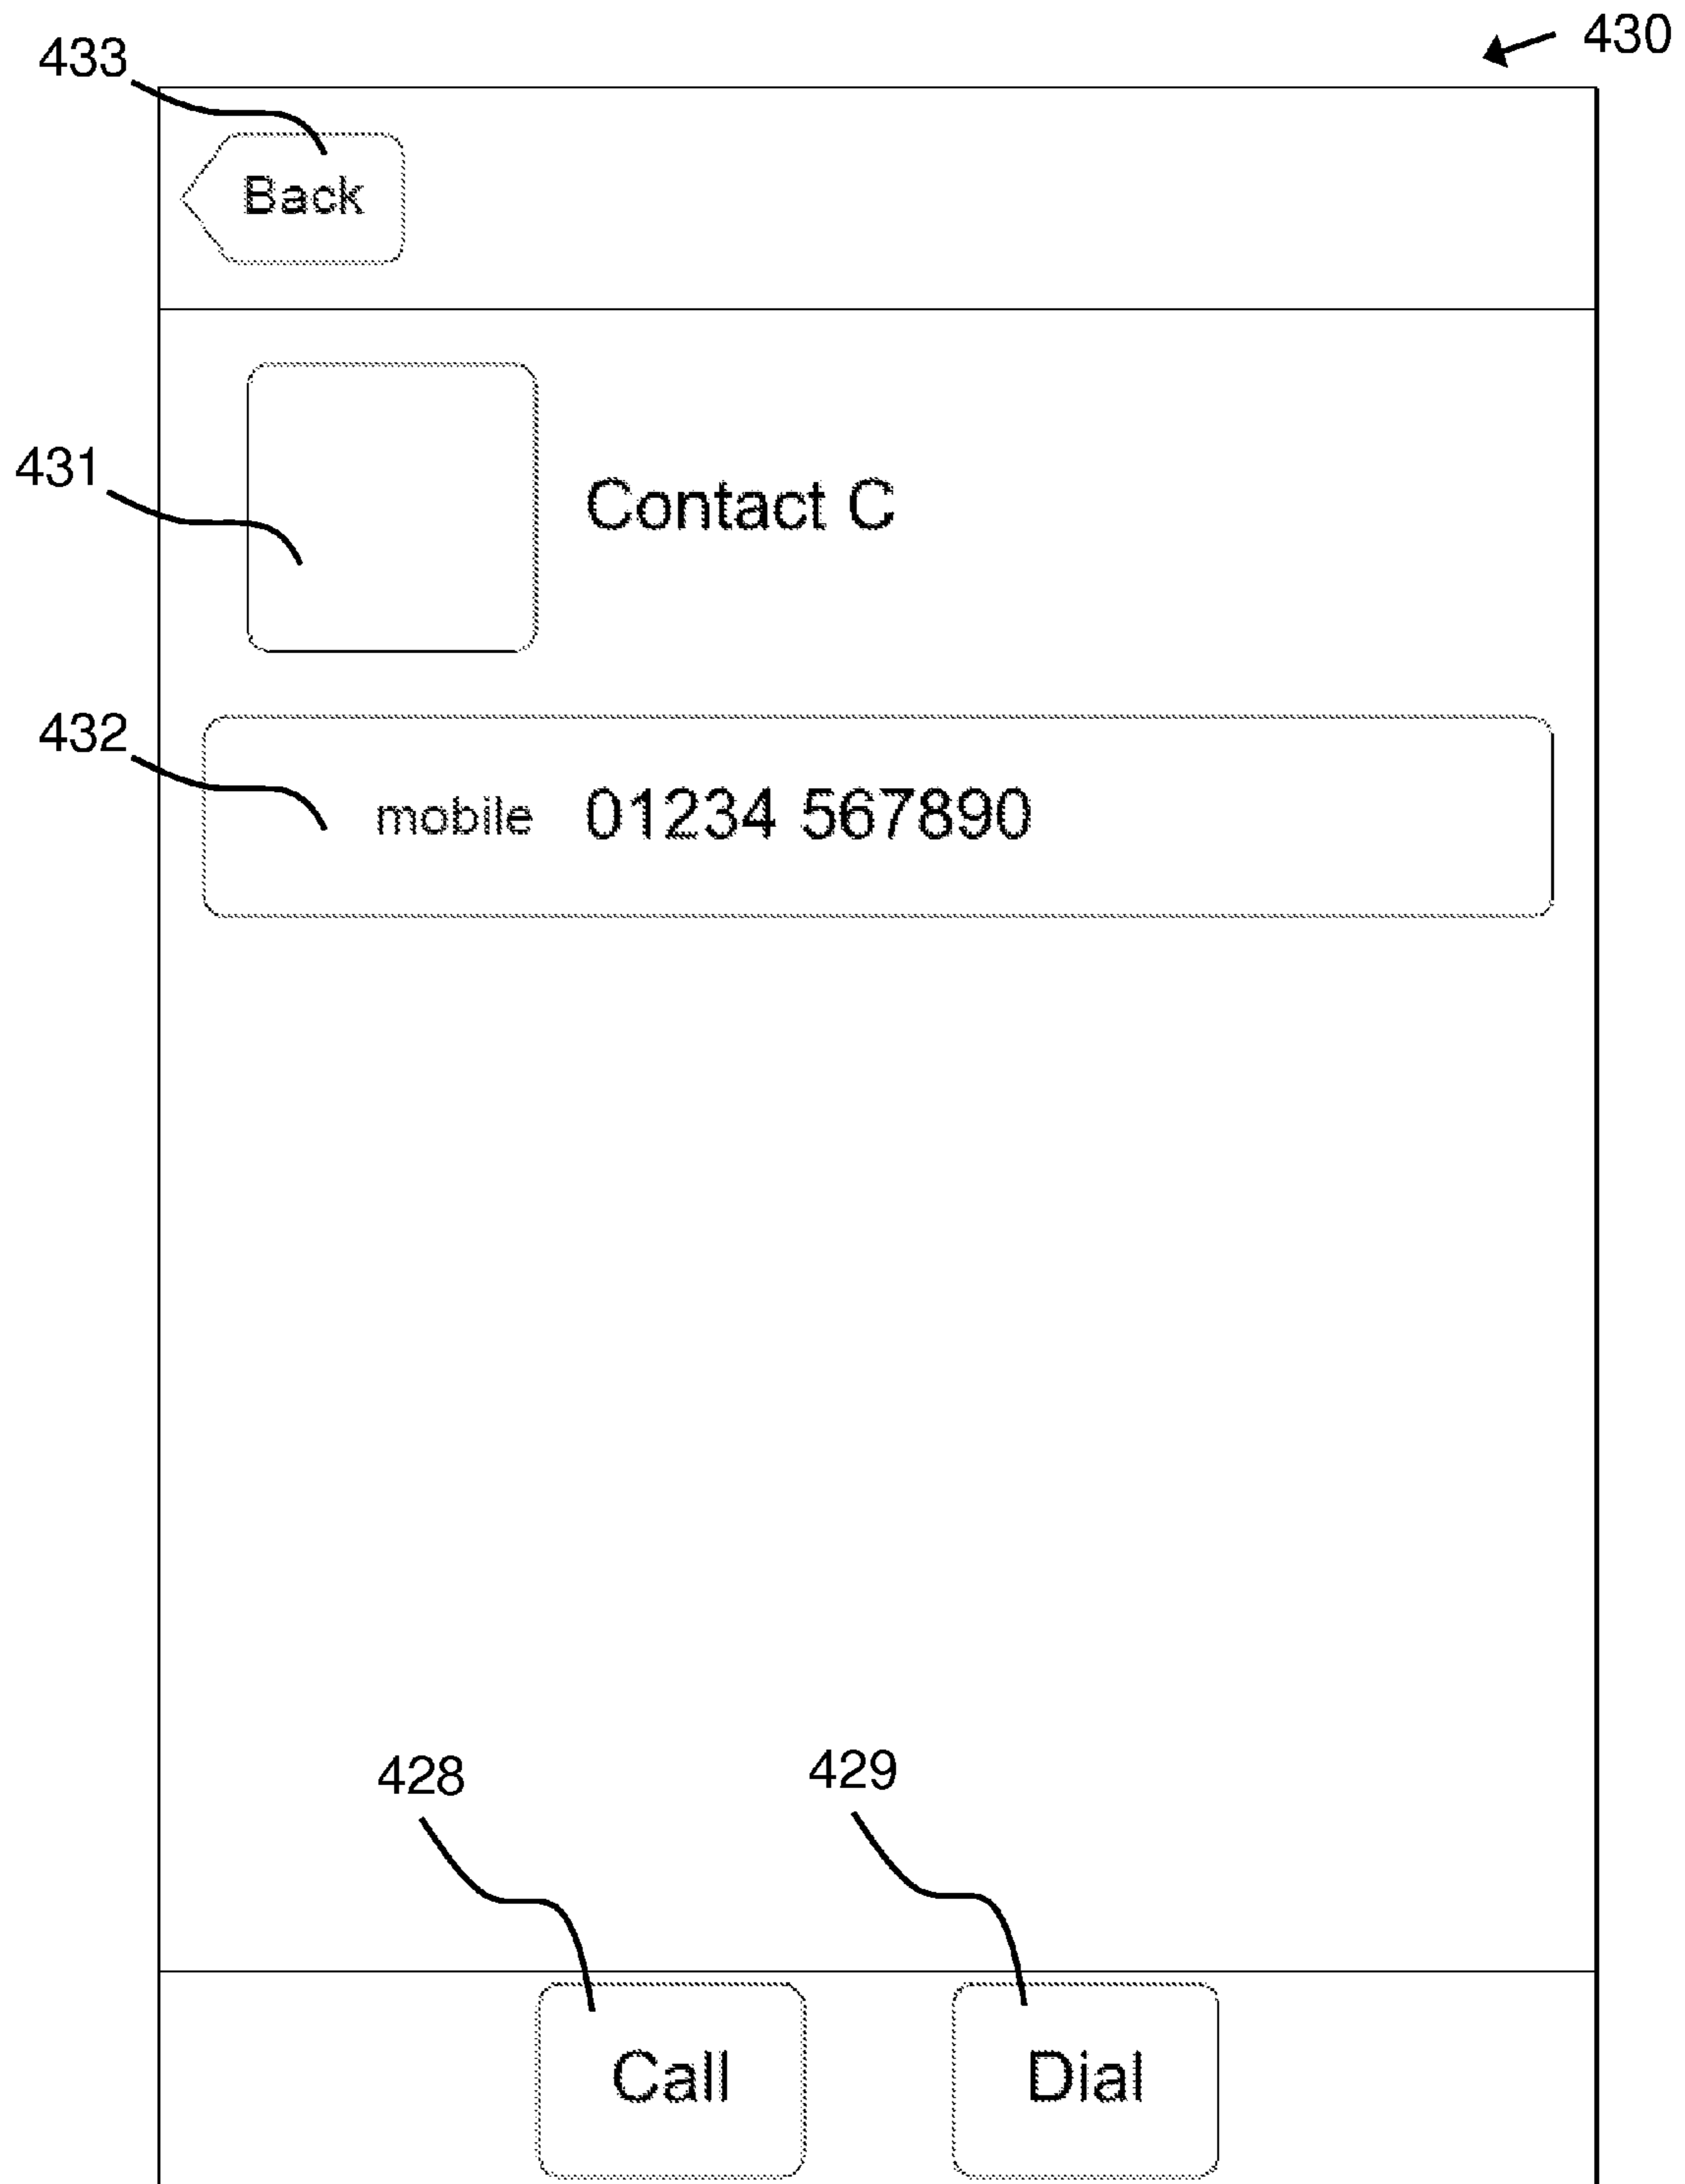 430
433
Back
431
Contact C
432
mobile 01234 567890
428
429
Call
Dial